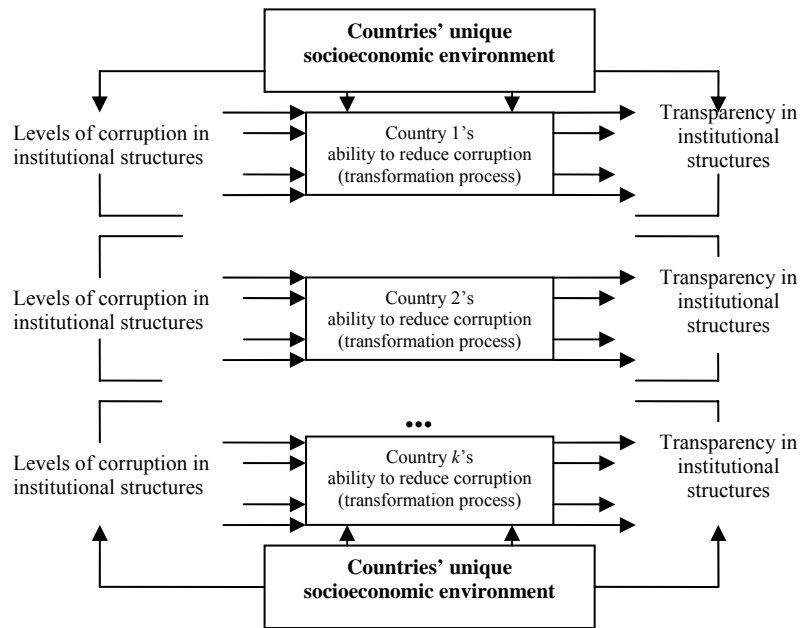 Countries' unique
socioeconomic environment
Levels of corruption in
institutional structures
Country 1's
ability to reduce corruption
(transformation process)
Transparency in
institutional
structures
Levels of corruption in
institutional structures
Country 2's
ability to reduce corruption
(transformation process)
Transparency in
institutional
structures
...
Levels of corruption in
institutional structures
Country k's
ability to reduce corruption
(transformation process)
Transparency in
institutional
structures
Countries' unique
socioeconomic environment